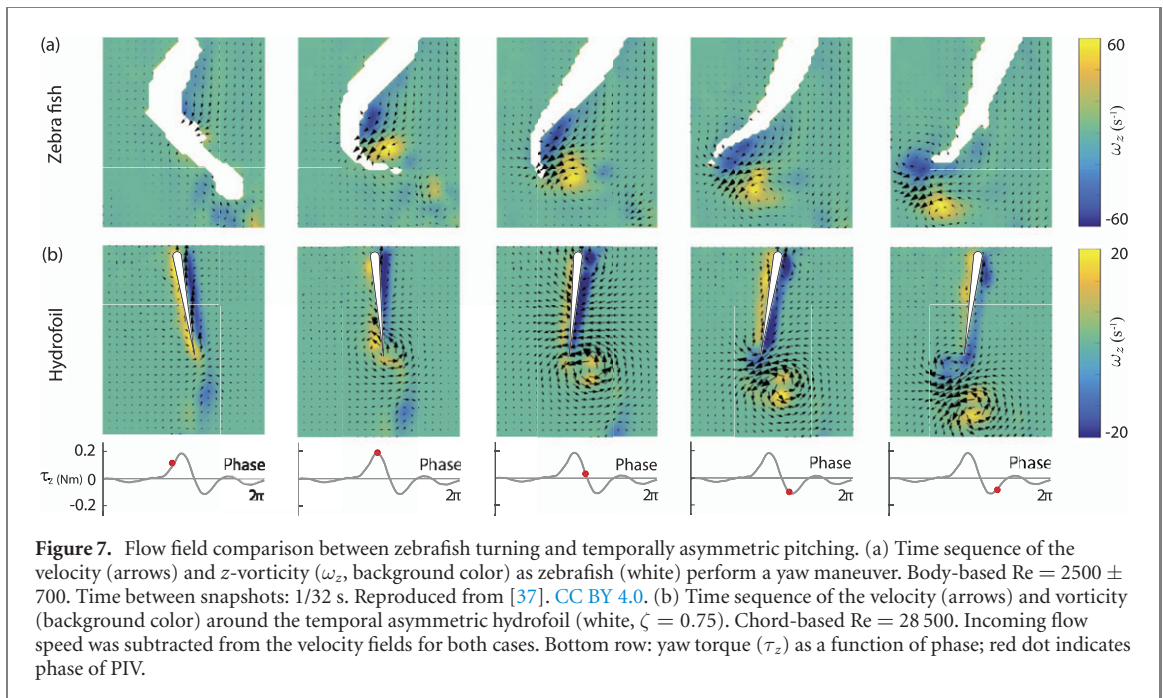 (a)
Zebra fish
60
ω_z (s⁻¹)
-60
(b)
Hydrofoil
20
ω_z (s⁻¹)
-20
0.2
τ_z (Nm) 0
-0.2
Phase
2π
Phase
2π
Phase
2π
Phase
2π
Phase
2π
Figure 7. Flow field comparison between zebrafish turning and temporally asymmetric pitching. (a) Time sequence of the
velocity (arrows) and z-vorticity (ω_z, background color) as zebrafish (white) perform a yaw maneuver. Body-based Re = 2500 ±
700. Time between snapshots: 1/32 s. Reproduced from [37]. CC BY 4.0. (b) Time sequence of the velocity (arrows) and vorticity
(background color) around the temporal asymmetric hydrofoil (white, ζ = 0.75). Chord-based Re = 28 500. Incoming flow
speed was subtracted from the velocity fields for both cases. Bottom row: yaw torque (τ_z) as a function of phase; red dot indicates
phase of PIV.